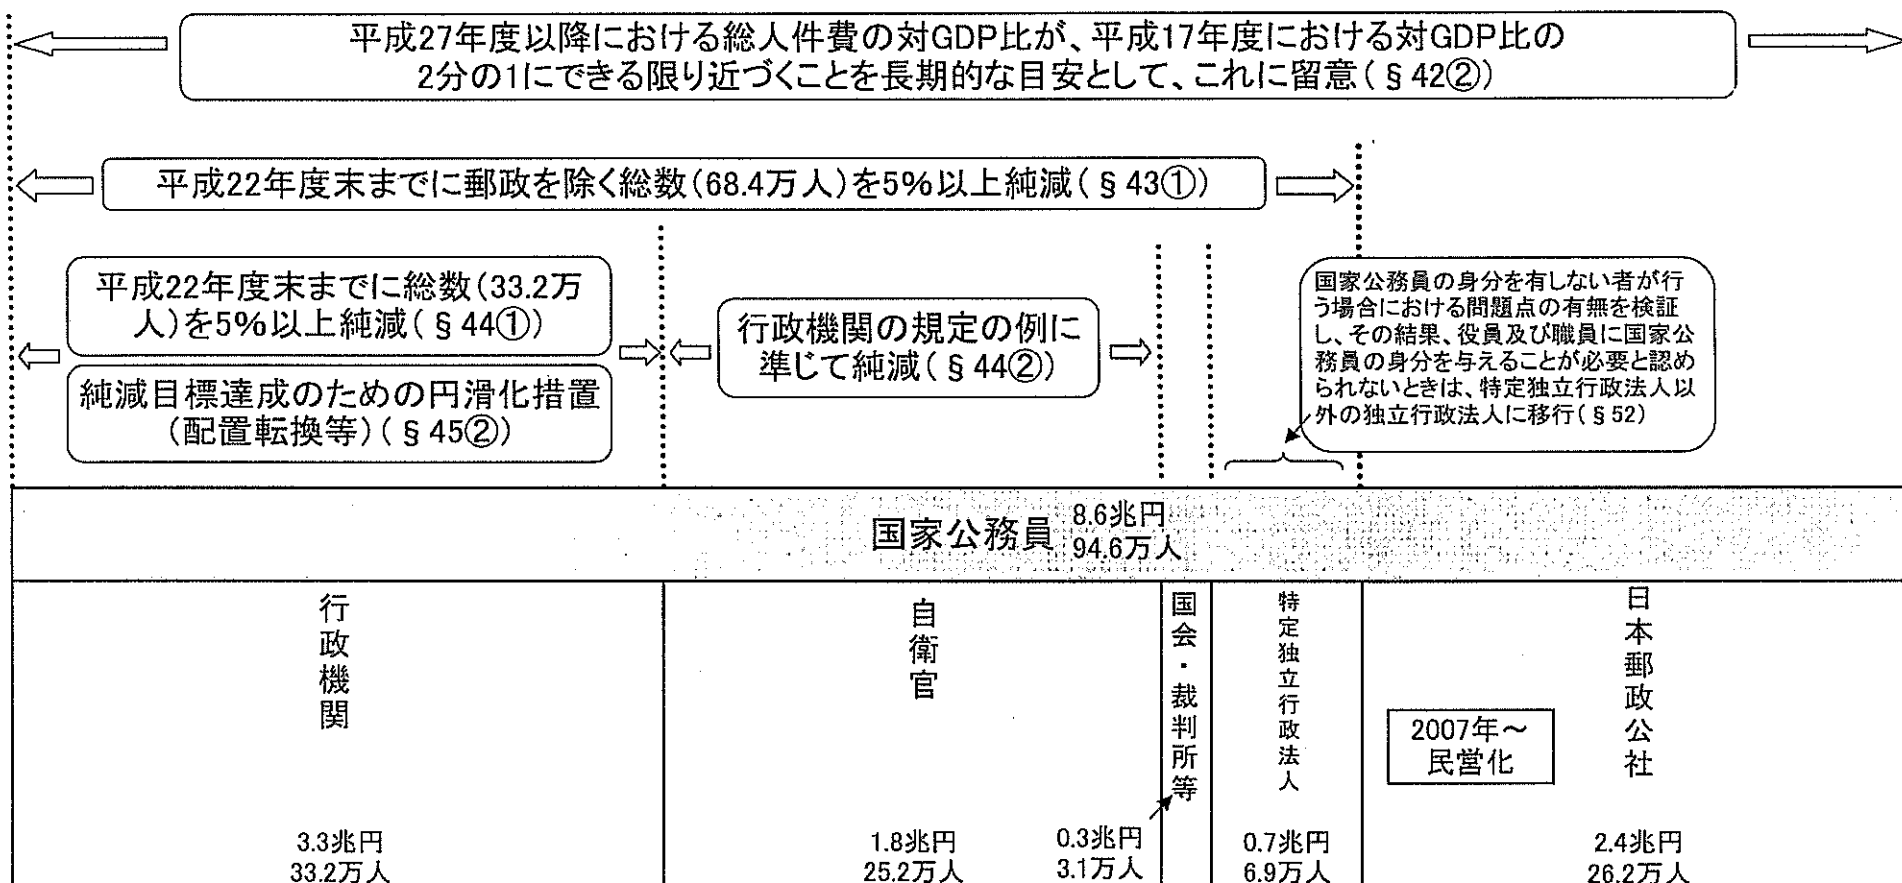 平成27年度以降における総人件費の対GDP比が、平成17年度における対GDP比の
2分の1にできる限り近づくことを長期的な目安として、これに留意(§42②)
平成22年度末までに郵政を除く総数(68.4万人)を5%以上純減(§43①)
平成22年度末までに総数(33.2万
人)を5%以上純減(§44①)
純減目標達成のための円滑化措置
(配置転換等)(§45②)
行政機関の規定の例に
準じて純減(§44②)
国家公務員の身分を有しない者が行
う場合における問題点の有無を検証
し、その結果、役員及び職員に国家公
務員の身分を与えることが必要と認め
られないときは、特定独立行政法人以
外の独立行政法人に移行(§52)
国家公務員 8.6兆円
94.6万人
行政機関
3.3兆円
33.2万人
自衛官
1.8兆円
25.2万人
国会・裁判所等
0.3兆円
3.1万人
特定独立行政法人
0.7兆円
6.9万人
日本郵政公社
2007年~
民営化
2.4兆円
26.2万人